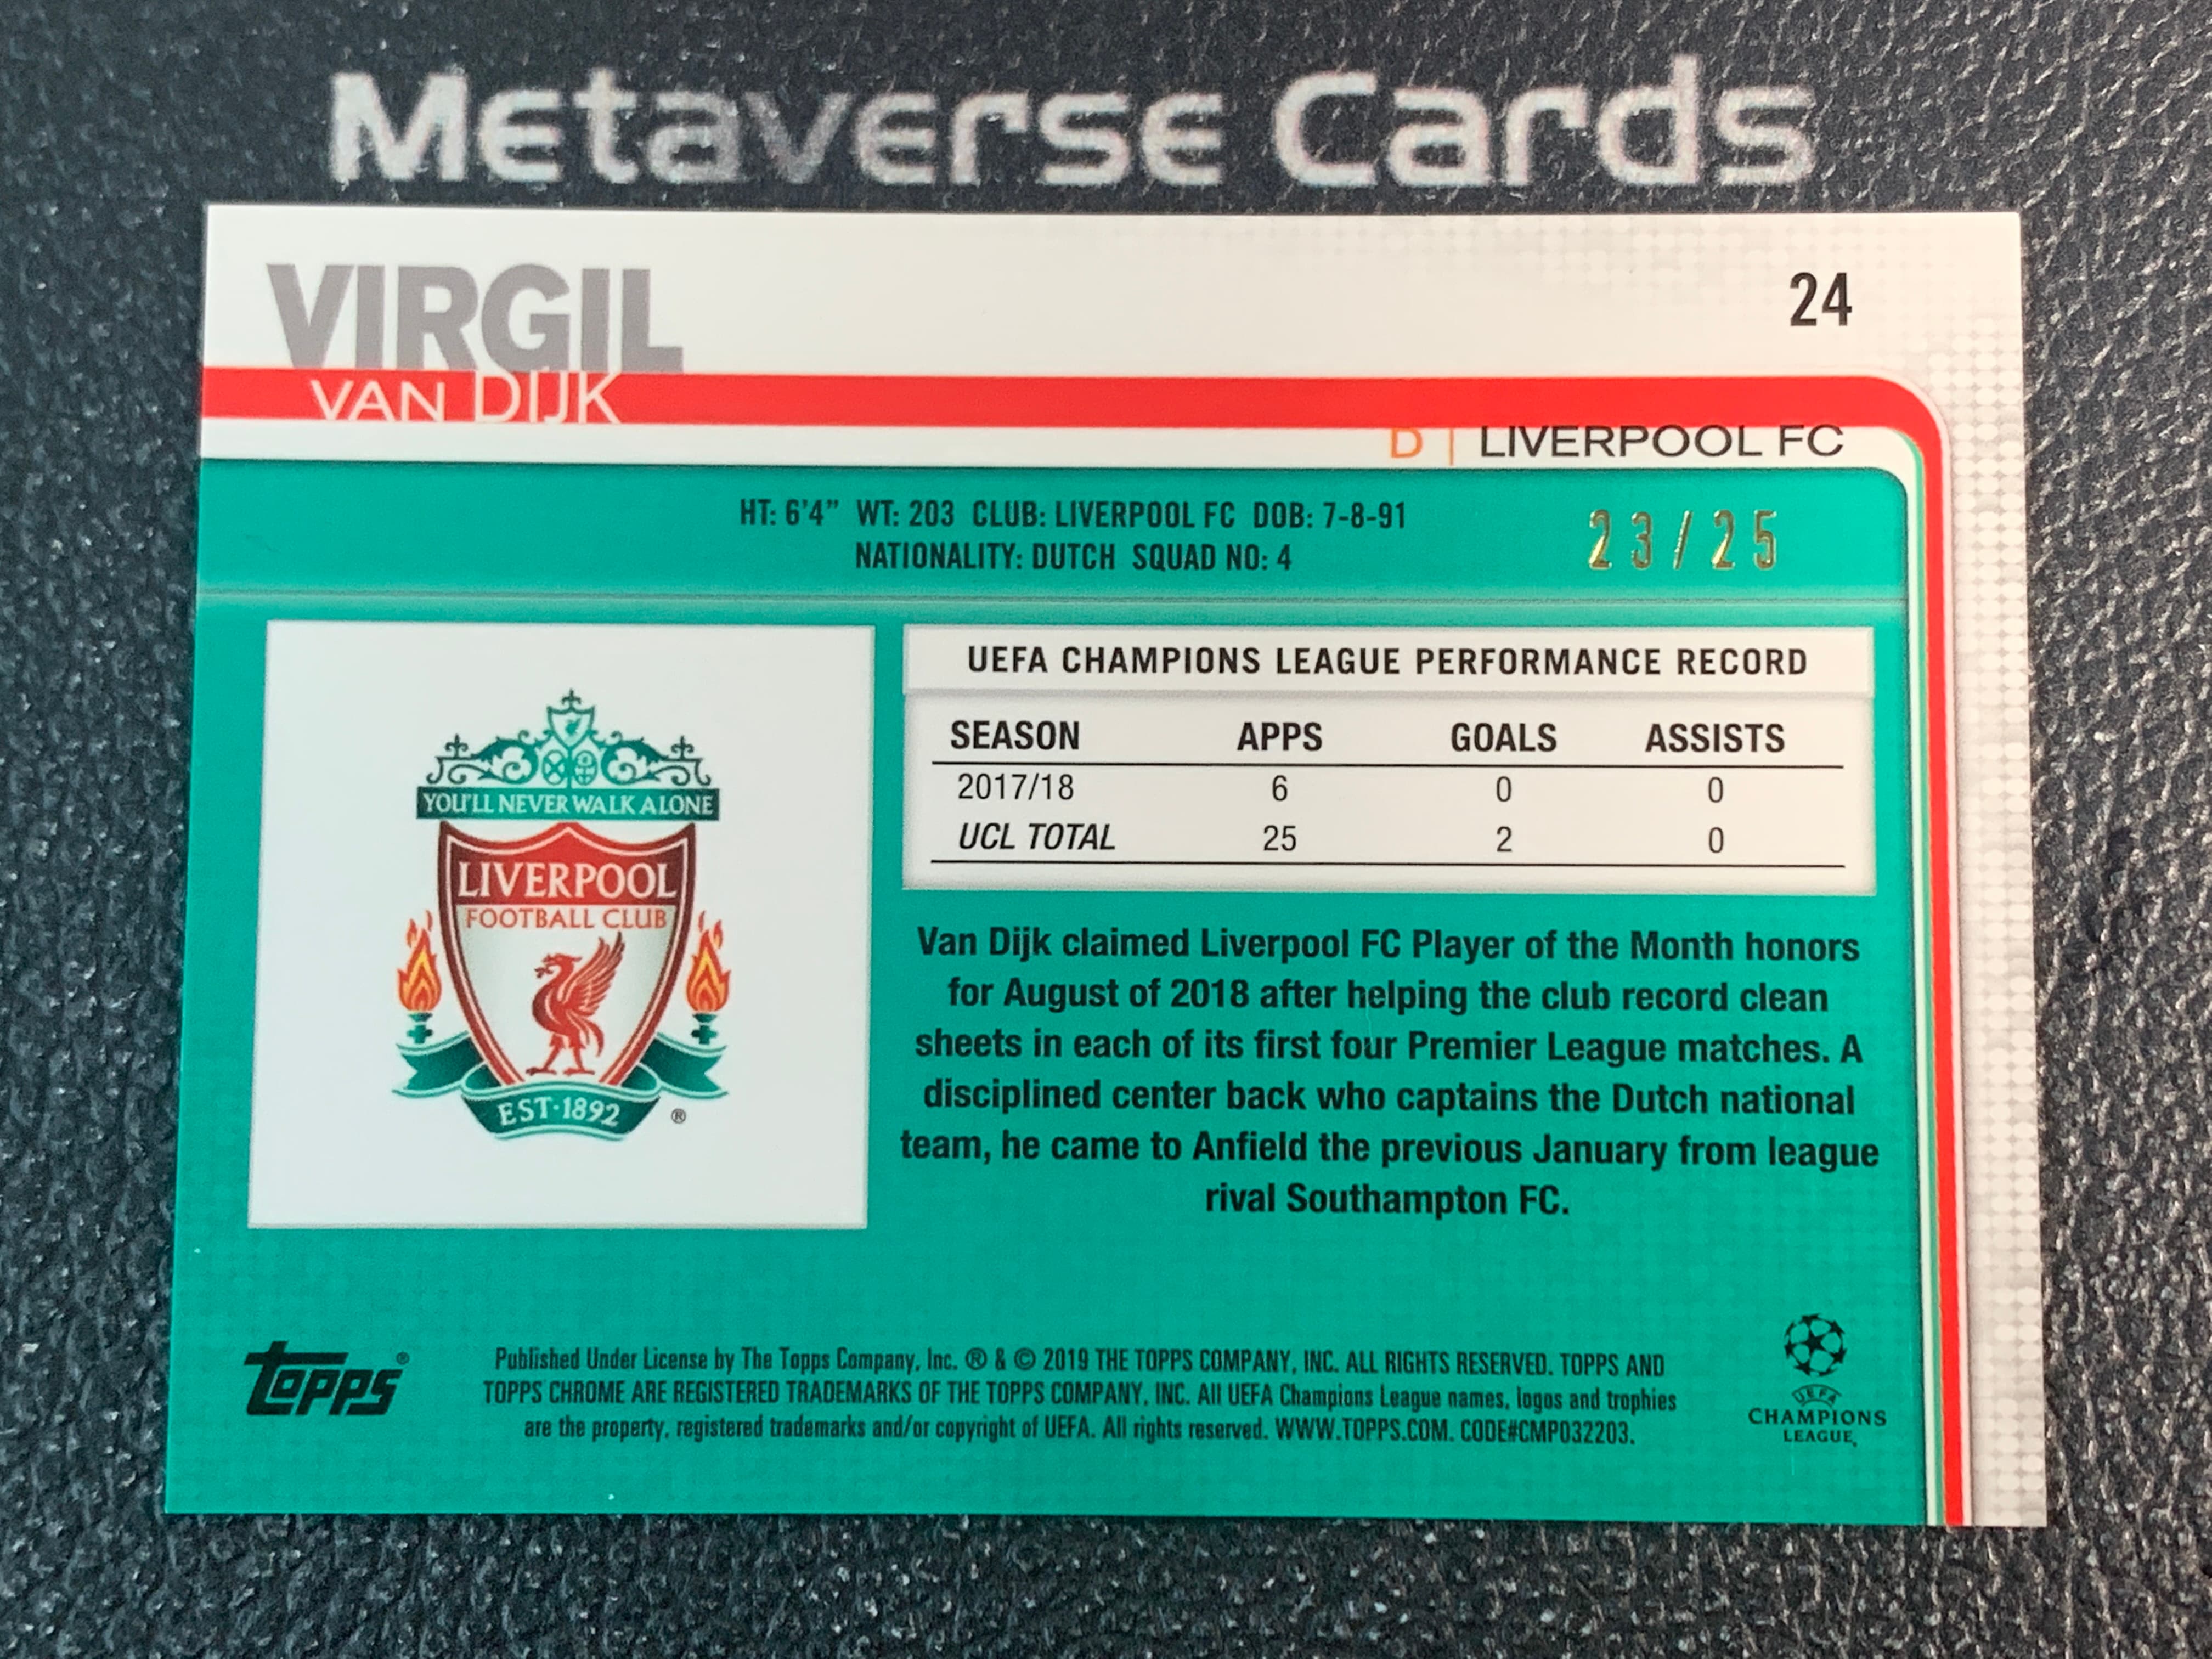 Metaverse Cards
VIRGIL
24
VAN DIJK
D | LIVERPOOL FC
HT: 6'4" WT: 203 CLUB: LIVERPOOL FC DOB: 7-8-91
NATIONALITY: DUTCH SQUAD NO: 4
23/25
UEFA CHAMPIONS LEAGUE PERFORMANCE RECORD
SEASON APPS GOALS ASSISTS
2017/18 6 0 0
UCL TOTAL 25 2 0
YOU'LL NEVER WALK ALONE
LIVERPOOL
FOOTBALL CLUB
EST·1892
®
Van Dijk claimed Liverpool FC Player of the Month honors
for August of 2018 after helping the club record clean
sheets in each of its first four Premier League matches. A
disciplined center back who captains the Dutch national
team, he came to Anfield the previous January from league
rival Southampton FC.
topps®
Published Under License by The Topps Company, Inc. ® & © 2019 THE TOPPS COMPANY, INC. ALL RIGHTS RESERVED. TOPPS AND
TOPPS CHROME ARE REGISTERED TRADEMARKS OF THE TOPPS COMPANY, INC. All UEFA Champions League names, logos and trophies
are the property, registered trademarks and/or copyright of UEFA. All rights reserved. WWW.TOPPS.COM. CODE#CMP032203.
UEFA
CHAMPIONS
LEAGUE